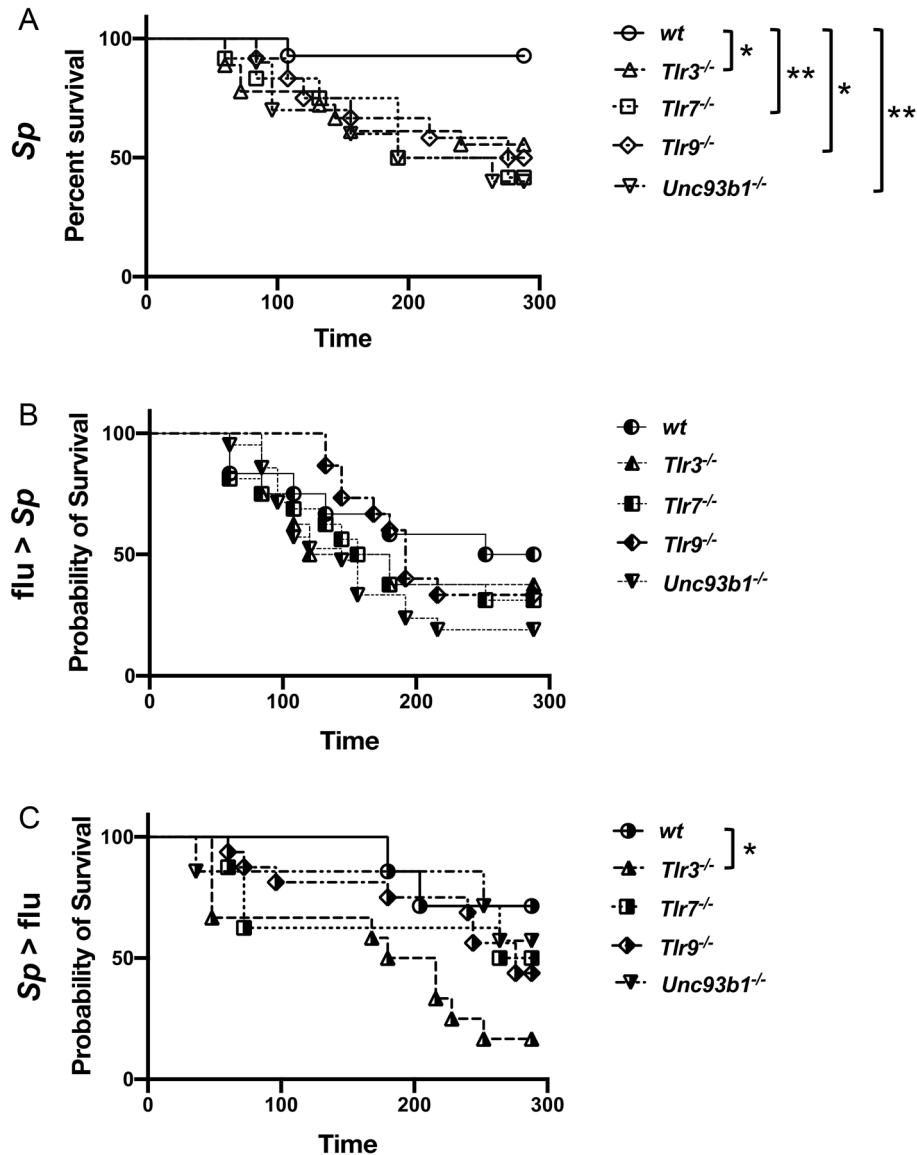 A
Sp
Percent survival
100
50
0
0 100 200 300
Time
wt
Tlr3-/-
Tlr7-/-
Tlr9-/-
Unc93b1-/-
* ** * **
B
flu > Sp
Probability of Survival
100
50
0
0 100 200 300
Time
wt
Tlr3-/-
Tlr7-/-
Tlr9-/-
Unc93b1-/-
C
Sp > flu
Probability of Survival
100
50
0
0 100 200 300
Time
wt
Tlr3-/-
Tlr7-/-
Tlr9-/-
Unc93b1-/-
*